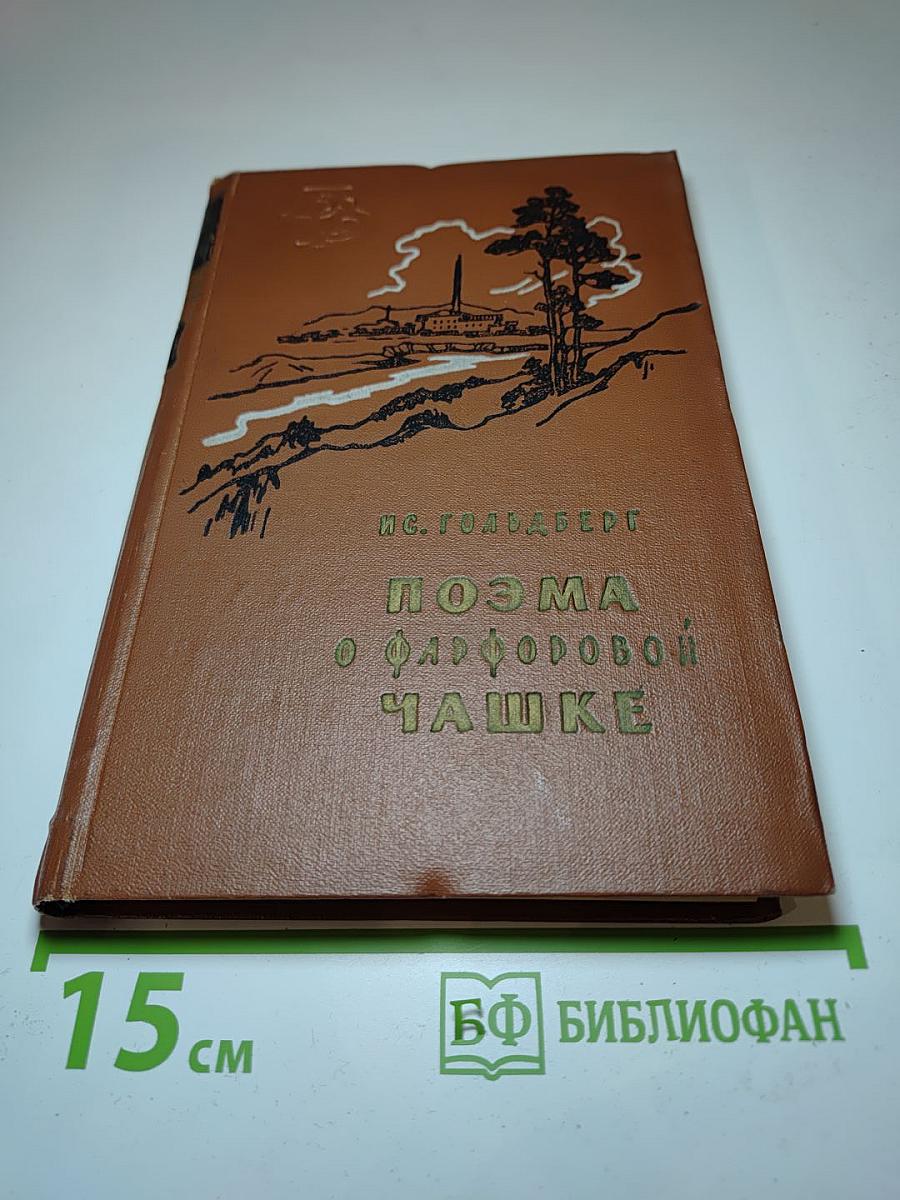 ИС. ГОЛЬДБЕРГ
ПОЭМА
О ФАРФОРОВОЙ
ЧАШКЕ
15 см
БФ БИБЛИОФАН